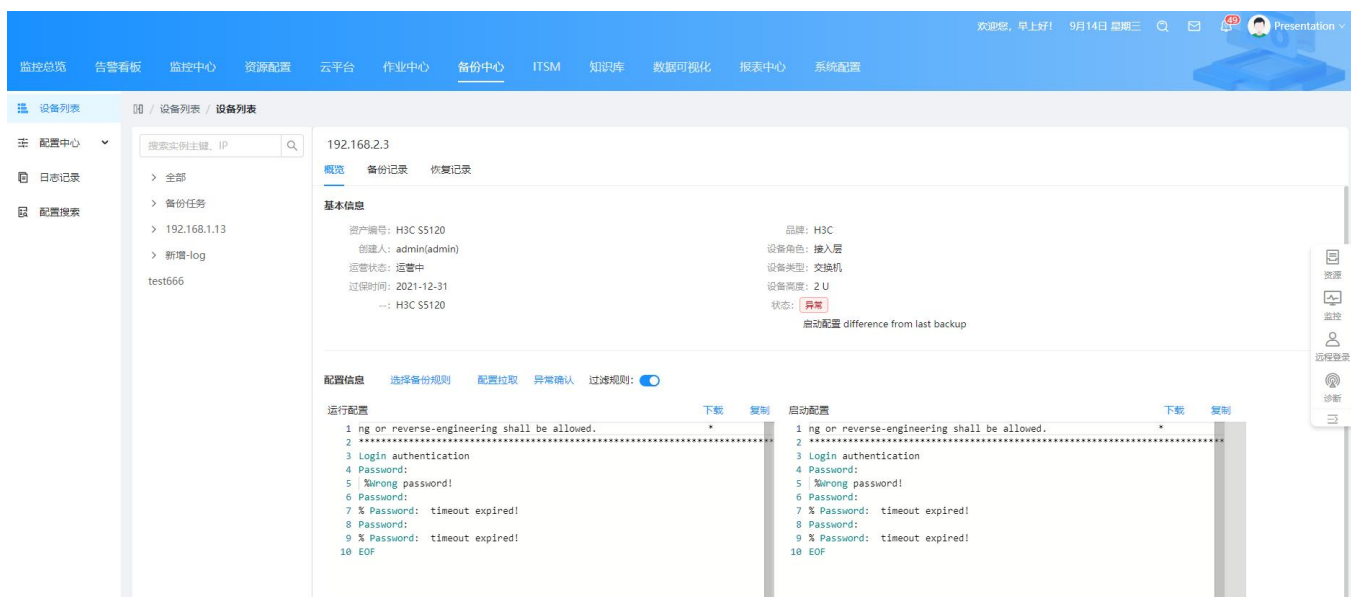 欢迎您，早上好! 9月14日 星期三 49 Presentation
监控总览 告警看板 监控中心 资源配置 云平台 作业中心 备份中心 ITSM 知识库 数据可视化 报表中心 系统配置
设备列表
配置中心
日志记录
配置搜索
/ 设备列表 / 设备列表
搜索实例主键、IP
全部
备份任务
192.168.1.13
新增-log
test666
192.168.2.3
概览 备份记录 恢复记录
基本信息
资产编号: H3C S5120
创建人: admin(admin)
运营状态: 运营中
过保时间: 2021-12-31
--: H3C S5120
品牌: H3C
设备角色: 接入层
设备类型: 交换机
设备高度: 2 U
状态: 异常
启动配置 difference from last backup
配置信息 选择备份规则 配置拉取 异常确认 过滤规则:
运行配置 下载 复制
1 ng or reverse-engineering shall be allowed. *
2 ******************************************************************************
3 Login authentication
4 Password:
5 %Wrong password!
6 Password:
7 % Password: timeout expired!
8 Password:
9 % Password: timeout expired!
10 EOF
启动配置 下载 复制
1 ng or reverse-engineering shall be allowed. *
2 ******************************************************************************
3 Login authentication
4 Password:
5 %Wrong password!
6 Password:
7 % Password: timeout expired!
8 Password:
9 % Password: timeout expired!
10 EOF
资源
监控
远程登录
诊断